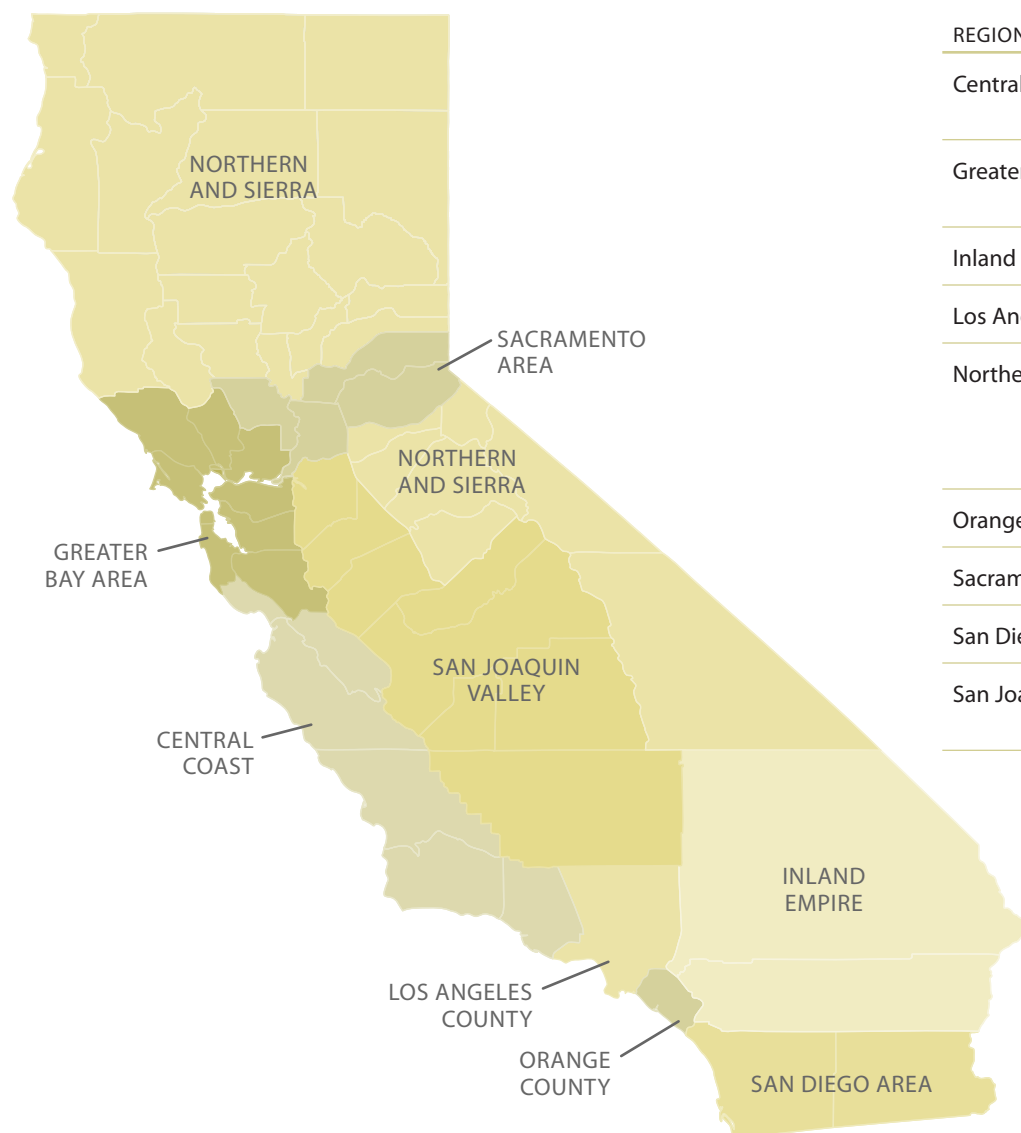 NORTHERN
AND SIERRA
SACRAMENTO
AREA
NORTHERN
AND SIERRA
GREATER
BAY AREA
SAN JOAQUIN
VALLEY
CENTRAL
COAST
INLAND
EMPIRE
LOS ANGELES
COUNTY
ORANGE
COUNTY
SAN DIEGO AREA
REGION
Central
Greater
Inland
Los An
Northe
Orange
Sacram
San Die
San Joa